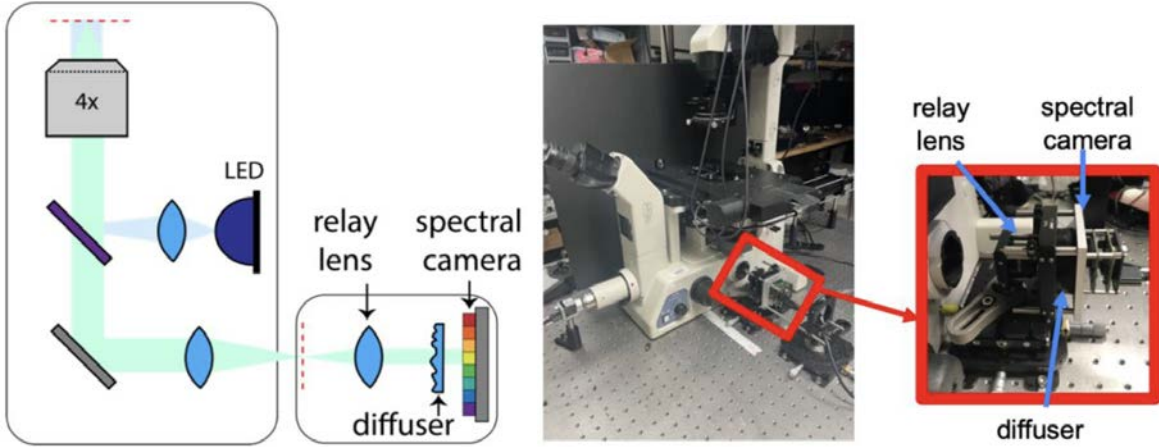 4x
LED
relay
lens
spectral
camera
diffuser
relay
lens
spectral
camera
diffuser